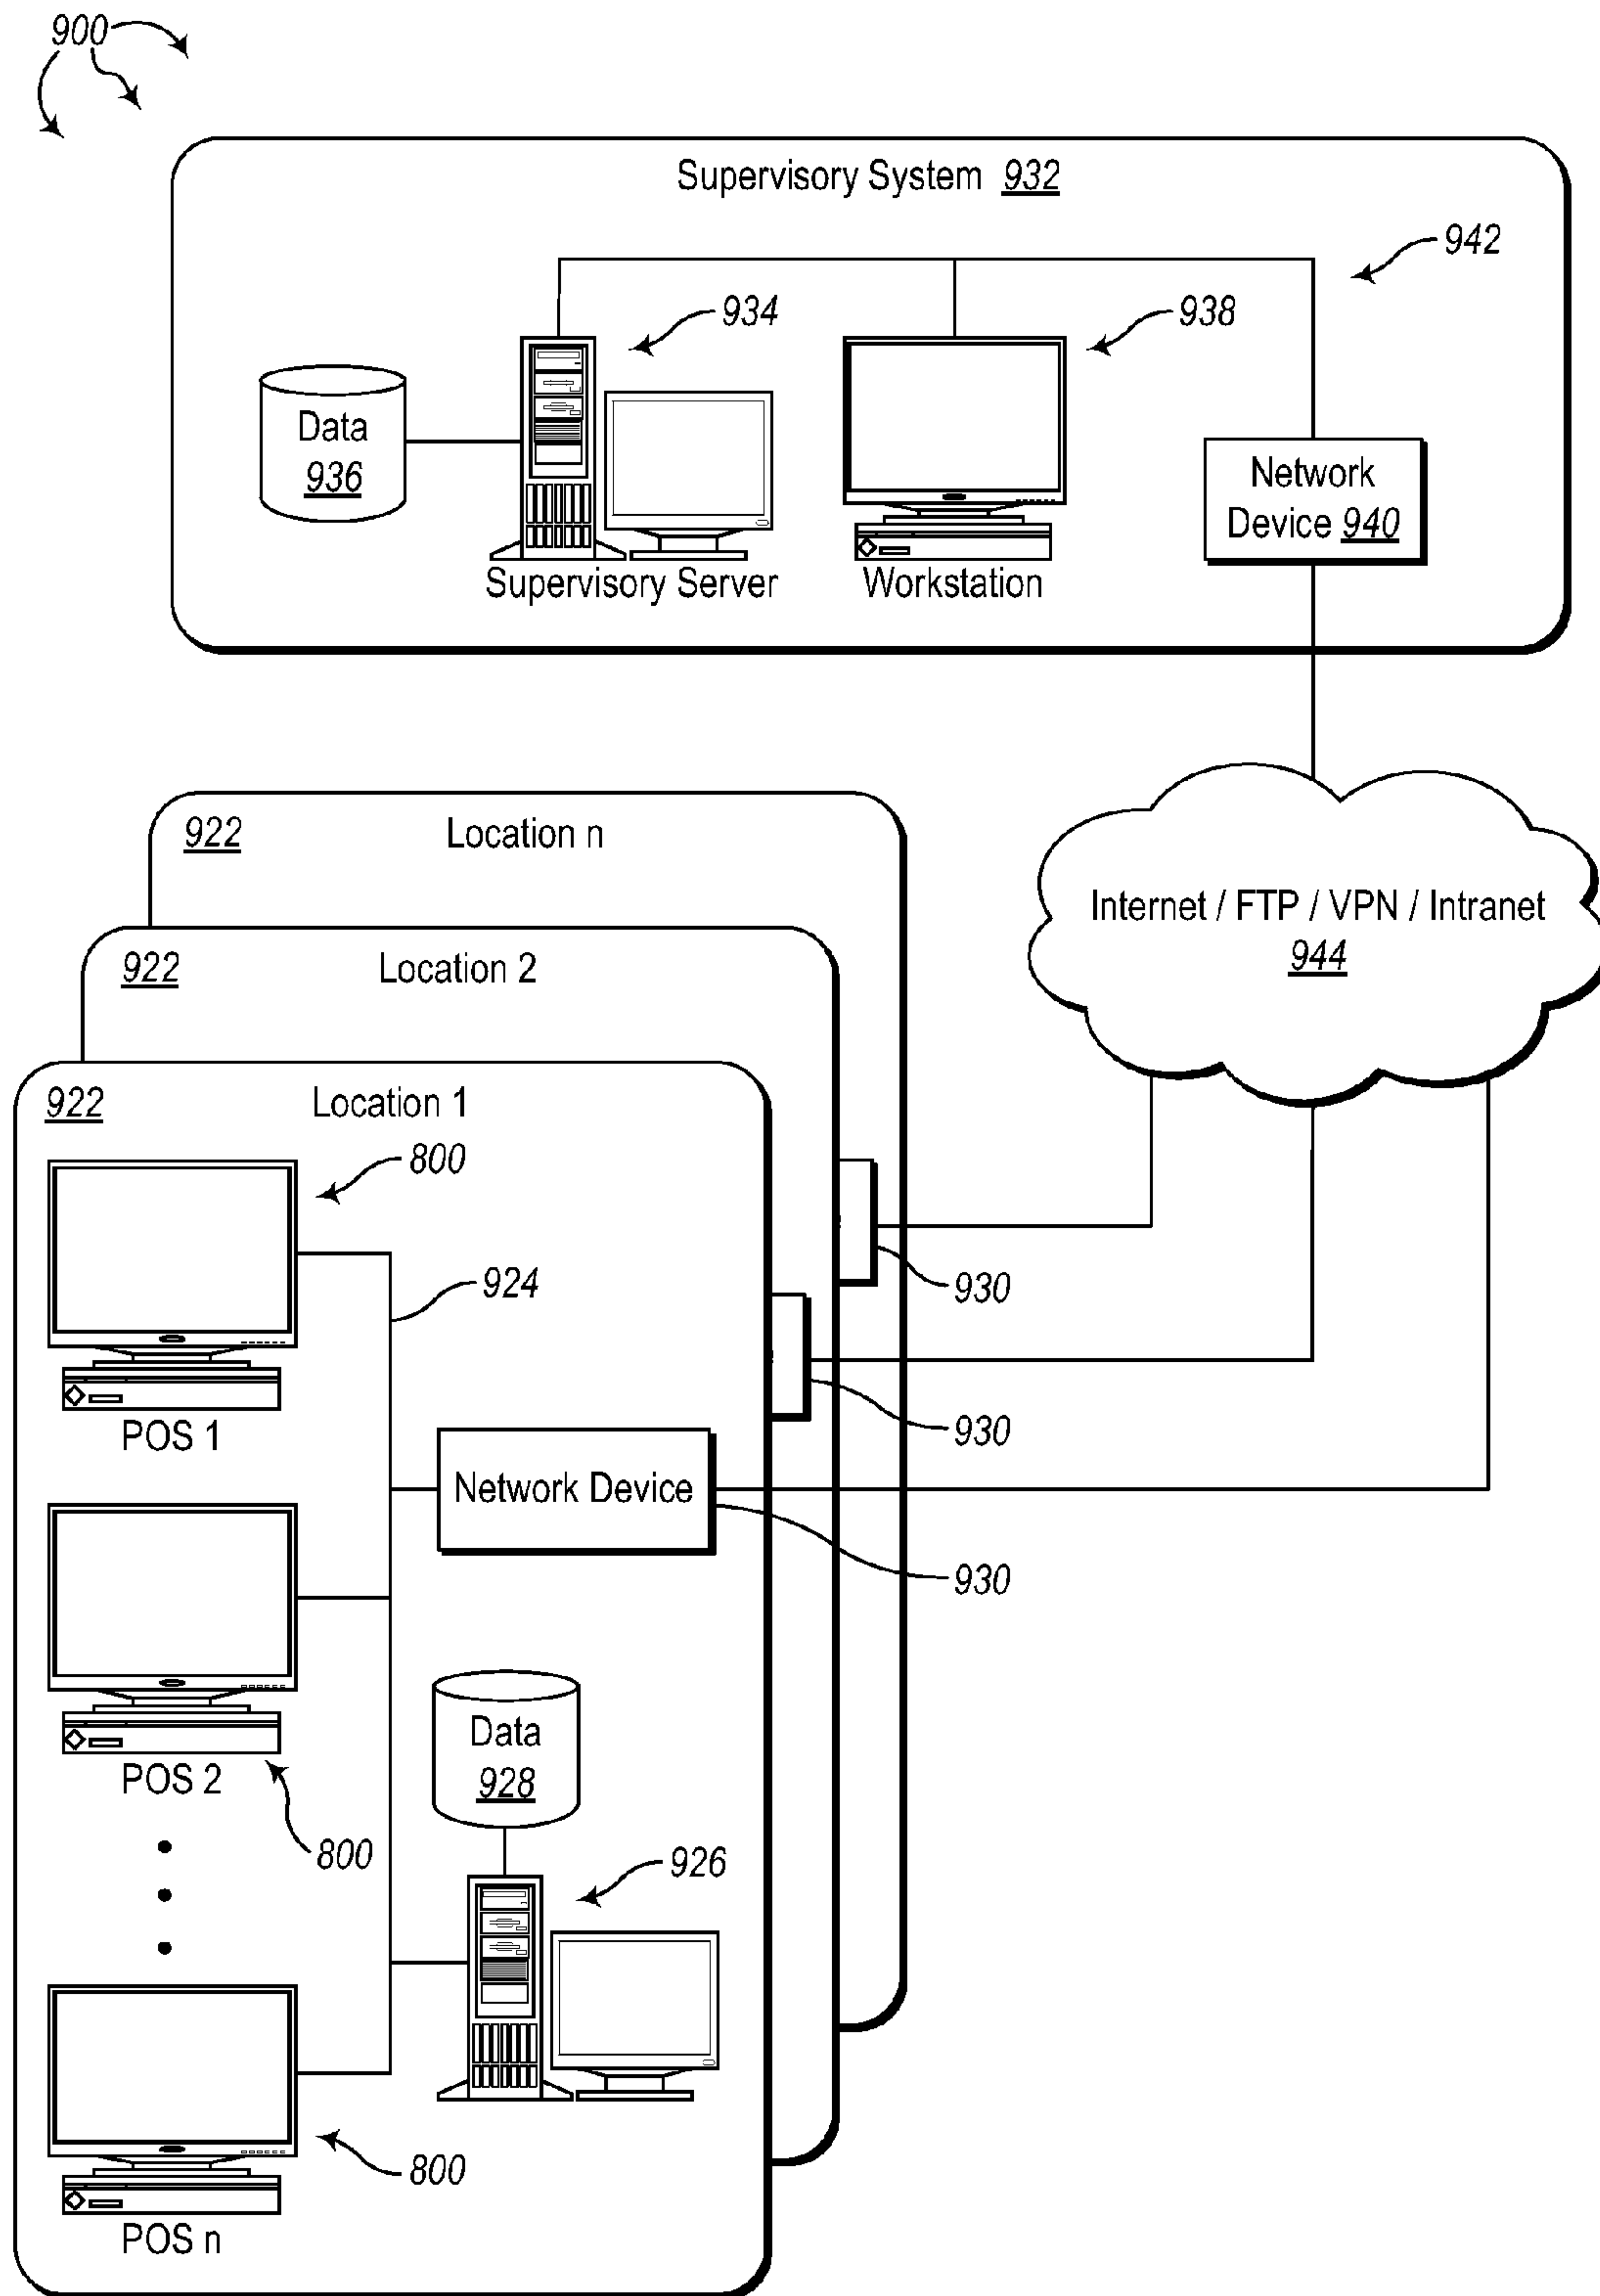 900
Supervisory System 932
942
934
938
Data
936
Network
Device 940
Supervisory Server
Workstation
922
Location n
Internet / FTP / VPN / Intranet
944
922
Location 2
922
Location 1
800
924
930
POS 1
930
Network Device
930
Data
928
POS 2
800
926
800
POS n